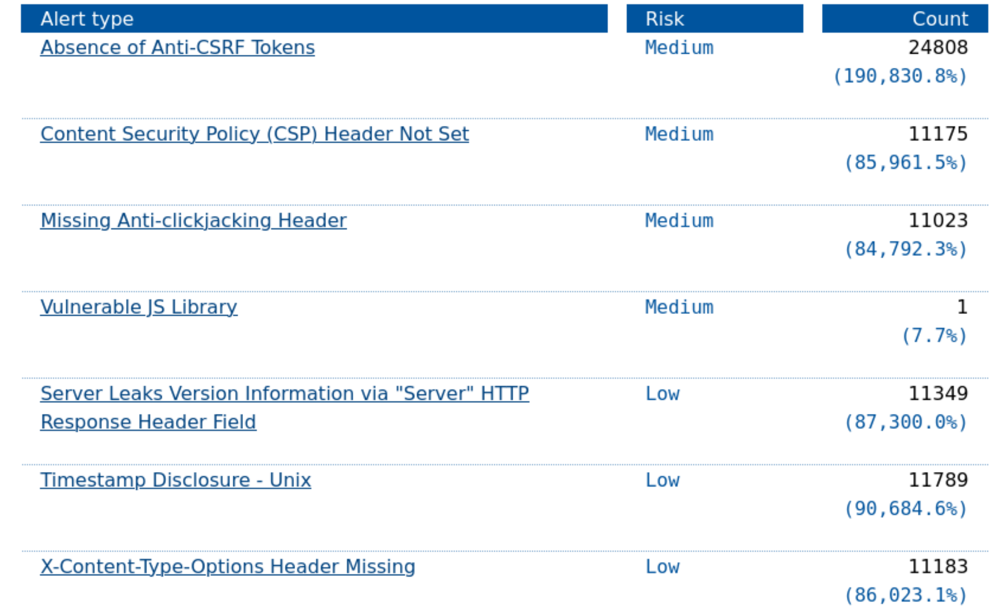 Alert type Risk Count
Absence of Anti-CSRF Tokens Medium 24808
(190,830.8%)
Content Security Policy (CSP) Header Not Set Medium 11175
(85,961.5%)
Missing Anti-clickjacking Header Medium 11023
(84,792.3%)
Vulnerable JS Library Medium 1
(7.7%)
Server Leaks Version Information via "Server" HTTP Low 11349
Response Header Field (87,300.0%)
Timestamp Disclosure - Unix Low 11789
(90,684.6%)
X-Content-Type-Options Header Missing Low 11183
(86,023.1%)